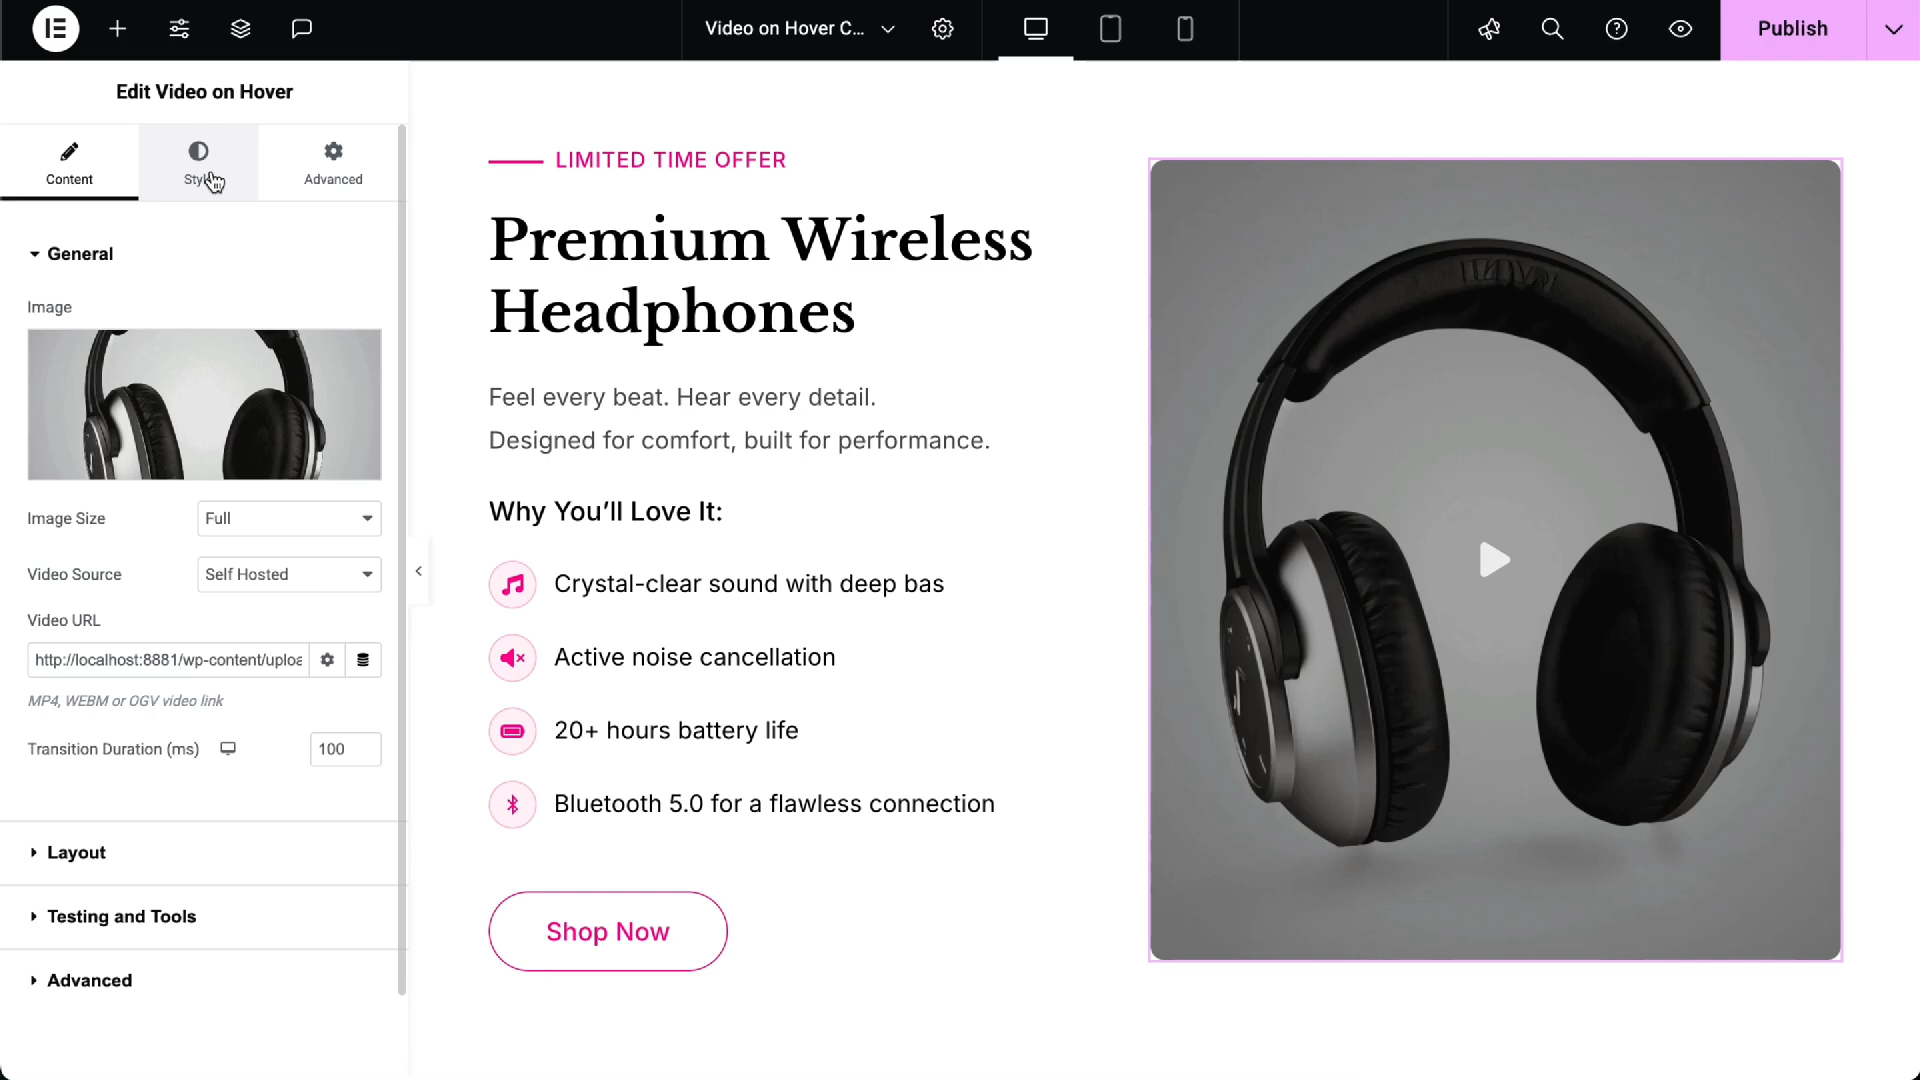 Video on Hover C...
Publish
Edit Video on Hover
Content
Style
Advanced
General
Image
Image Size
Full
Video Source
Self Hosted
Video URL
http://localhost:8881/wp-content/uploa
MP4, WEBM or OGV video link
Transition Duration (ms)
100
Layout
Testing and Tools
Advanced
LIMITED TIME OFFER
Premium Wireless
Headphones
Feel every beat. Hear every detail.
Designed for comfort, built for performance.
Why You’ll Love It:
Crystal-clear sound with deep bas
Active noise cancellation
20+ hours battery life
Bluetooth 5.0 for a flawless connection
Shop Now